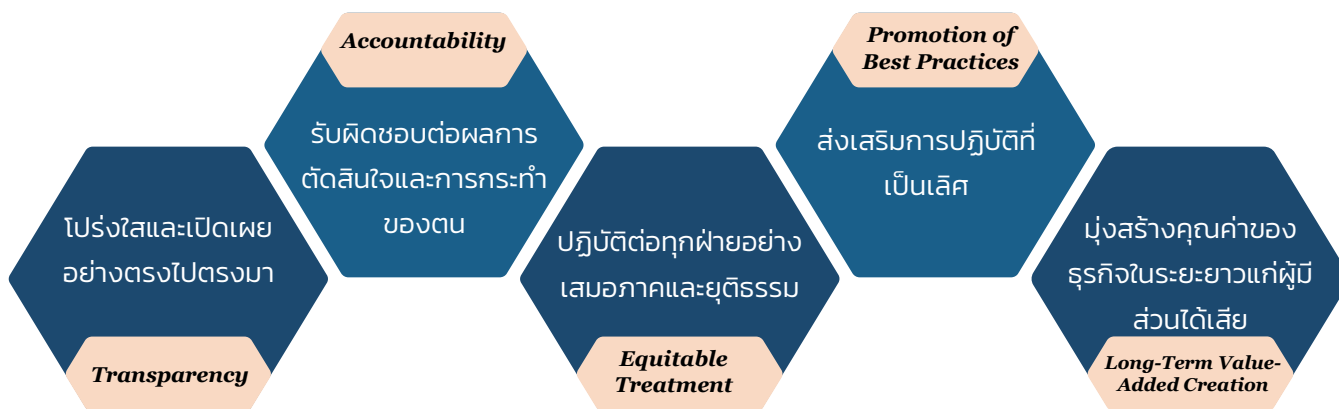 โปร่งใสและเปิดเผย
อย่างตรงไปตรงมา
Transparency
Accountability
รับผิดชอบต่อผลการ
ตัดสินใจและการกระทำ
ของตน
ปฏิบัติต่อทุกฝ่ายอย่าง
เสมอภาคและยุติธรรม
Equitable
Treatment
Promotion of
Best Practices
ส่งเสริมการปฏิบัติที่
เป็นเลิศ
มุ่งสร้างคุณค่าของ
ธุรกิจในระยะยาวแก่ผู้มี
ส่วนได้เสีย
Long-Term Value-
Added Creation